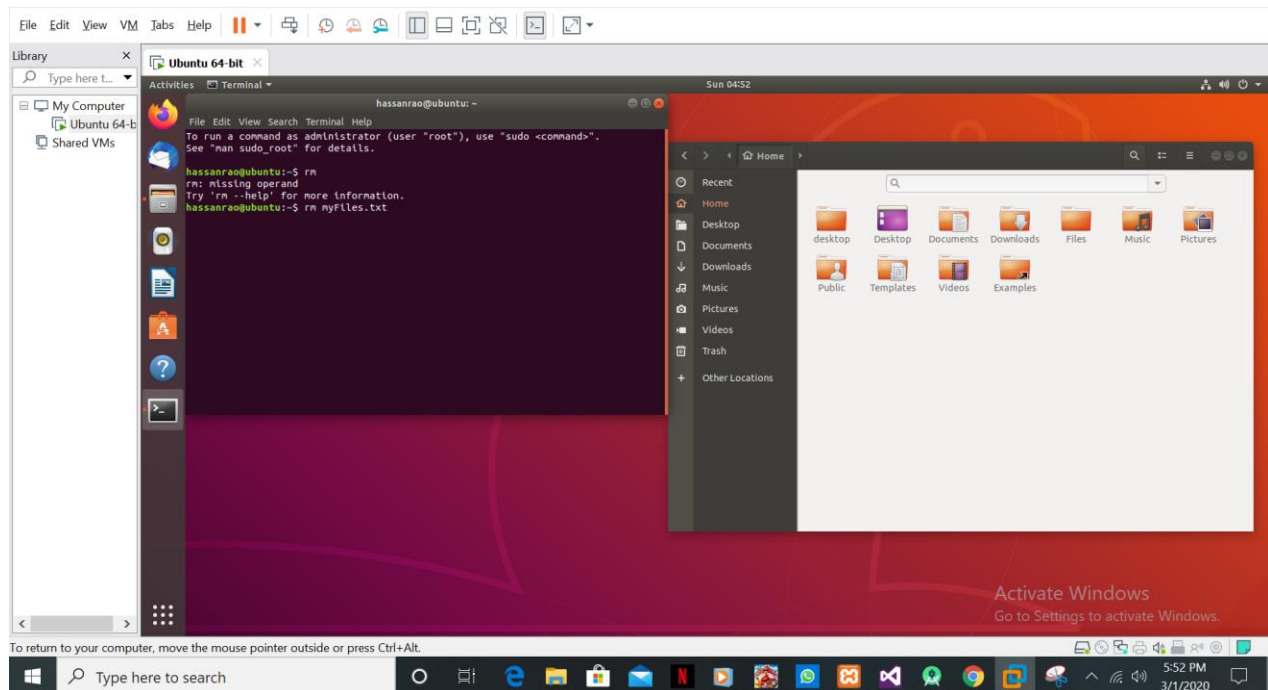 File Edit View VM Tabs Help
Library ×
Ubuntu 64-bit ×
Type here t...
My Computer
Ubuntu 64-b
Shared VMs
Activities Terminal Sun 04:52
hassanrao@ubuntu: ~
File Edit View Search Terminal Help
To run a command as administrator (user "root"), use "sudo <command>".
See "man sudo_root" for details.
hassanrao@ubuntu:~$ rm
rm: missing operand
Try 'rm --help' for more information.
hassanrao@ubuntu:~$ rm myFiles.txt
Home
Recent
Home
Desktop
Documents
Downloads
Music
Pictures
Videos
Trash
+ Other Locations
desktop Desktop Documents Downloads Files Music Pictures
Public Templates Videos Examples
Activate Windows
Go to Settings to activate Windows.
To return to your computer, move the mouse pointer outside or press Ctrl+Alt.
Type here to search
5:52 PM
3/1/2020